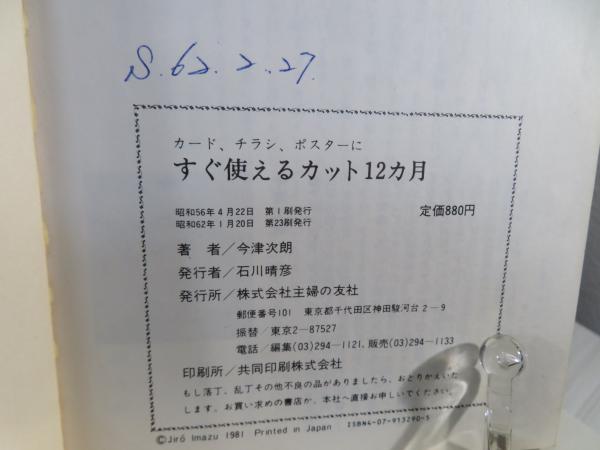 S. 62. 2. 27.
カード、チラシ、ポスターに
すぐ使えるカット12カ月
昭和56年4月22日　第1刷発行
昭和62年1月20日　第23刷発行
定価880円
著　者／今津次朗
発行者／石川晴彦
発行所／株式会社主婦の友社
郵便番号101　東京都千代田区神田駿河台2－9
振替／東京2－87527
電話／編集(03)294－1121、販売(03)294－1133
印刷所／共同印刷株式会社
もし落丁、乱丁その他不良の品がありましたら、おとりかえいた
します。お買い求めの書店か、本社へ直接お申しいでください。
©Jirō Imazu 1981 Printed in Japan　ISBN4-07-913290-5